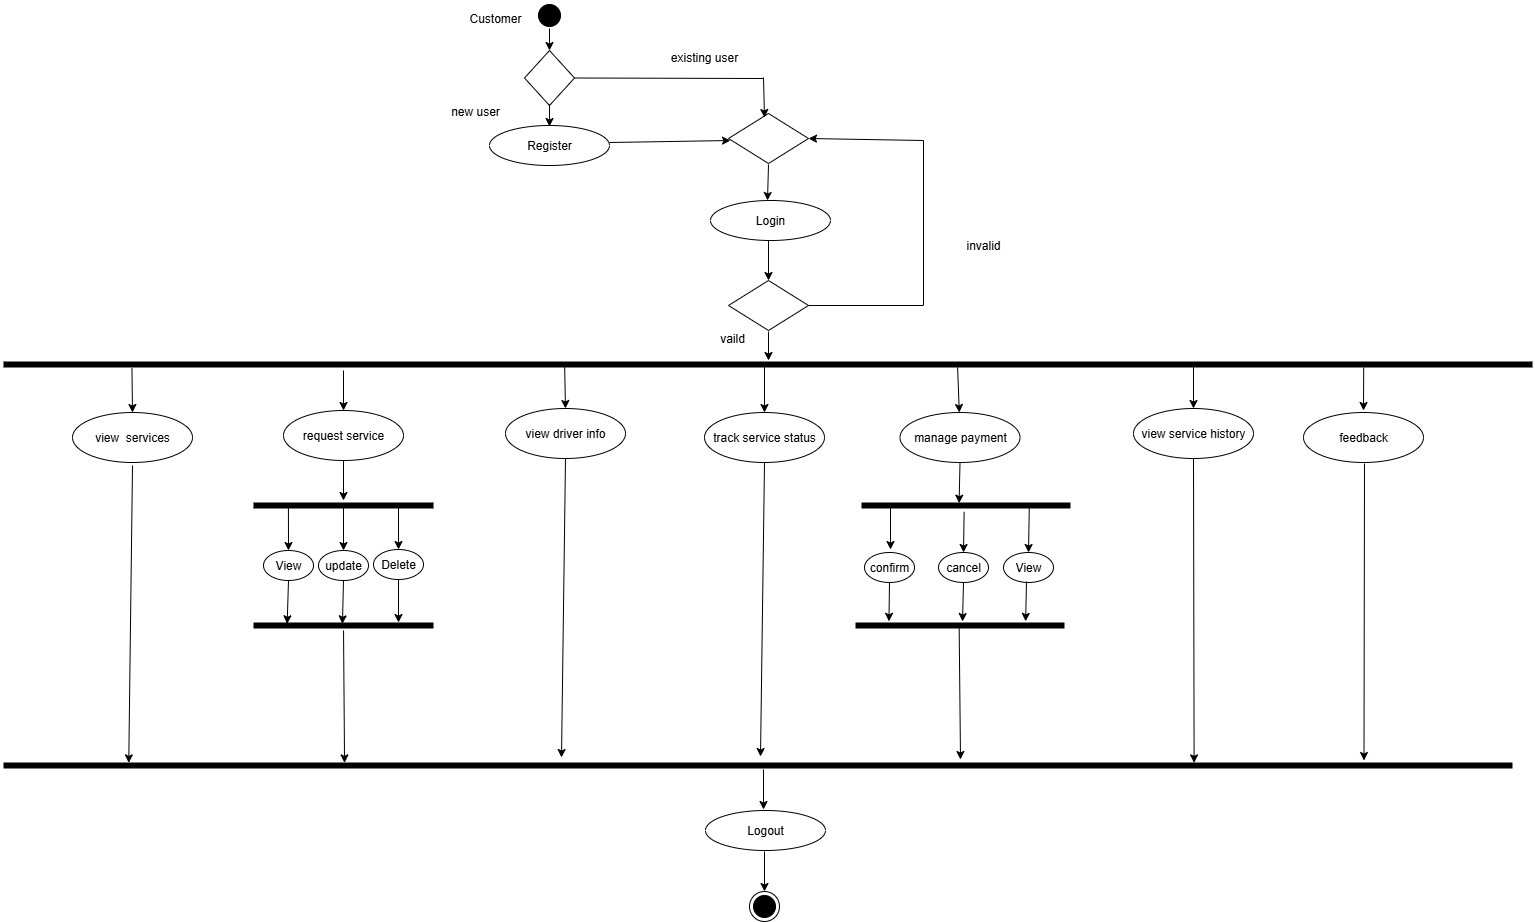 Customer
existing user
new user
Register
Login
invalid
vaild
view  services
request service
view driver info
track service status
manage payment
view service history
feedback
View
update
Delete
confirm
cancel
View
Logout